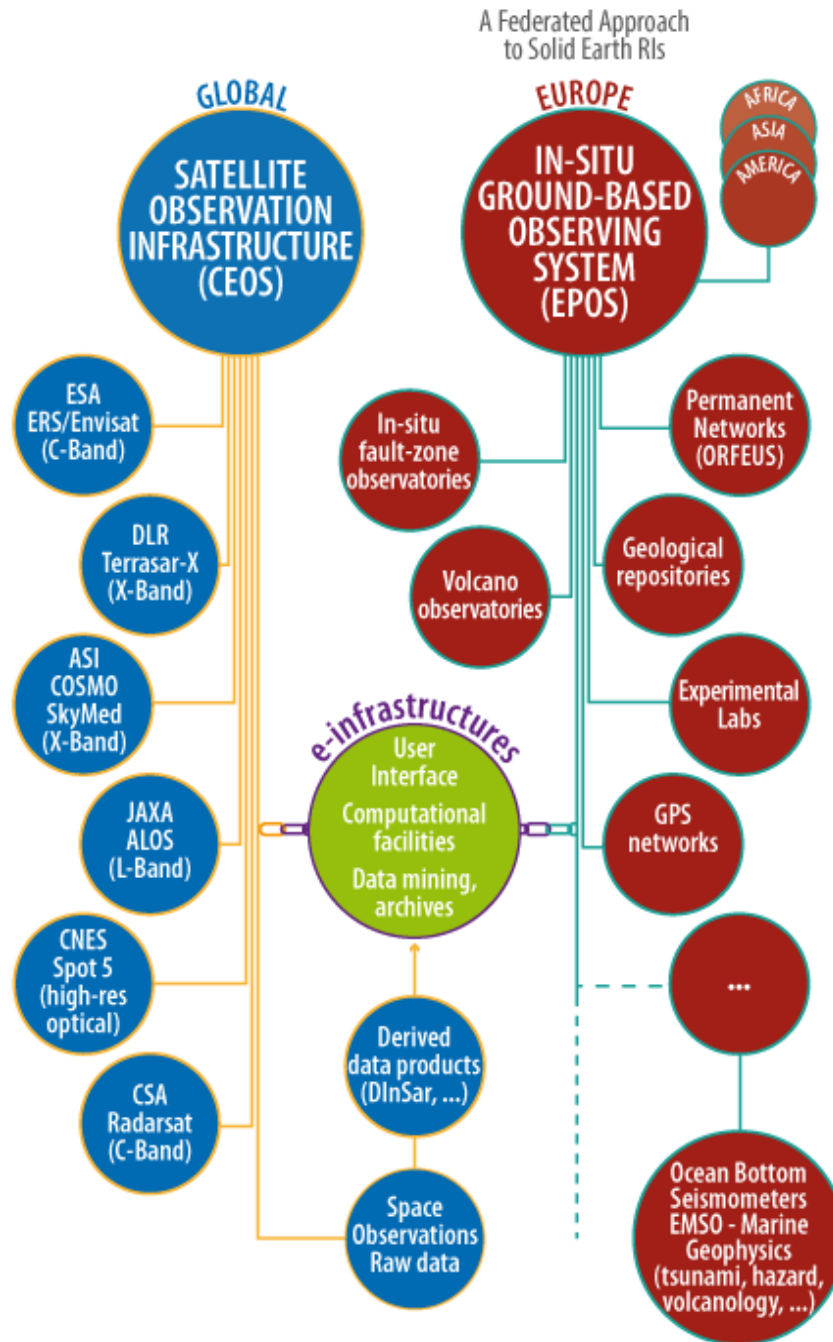 A Federated Approach
to Solid Earth RIs
GLOBAL
SATELLITE
OBSERVATION
INFRASTRUCTURE
(CEOS)
EUROPE
IN-SITU
GROUND-BASED
OBSERVING
SYSTEM
(EPOS)
AFRICA
ASIA
AMERICA
ESA
ERS/Envisat
(C-Band)
DLR
Terrasar-X
(X-Band)
ASI
COSMO
SkyMed
(X-Band)
JAXA
ALOS
(L-Band)
CNES
Spot 5
(high-res
optical)
CSA
Radarsat
(C-Band)
In-situ
fault-zone
observatories
Volcano
observatories
Permanent
Networks
(ORFEUS)
Geological
repositories
Experimental
Labs
GPS
networks
...
Ocean Bottom
Seismometers
EMSO - Marine
Geophysics
(tsunami, hazard,
volcanology, ...)
e-infrastructures
User
Interface
Computational
facilities
Data mining,
archives
Derived
data products
(DInSar, ...)
Space
Observations
Raw data